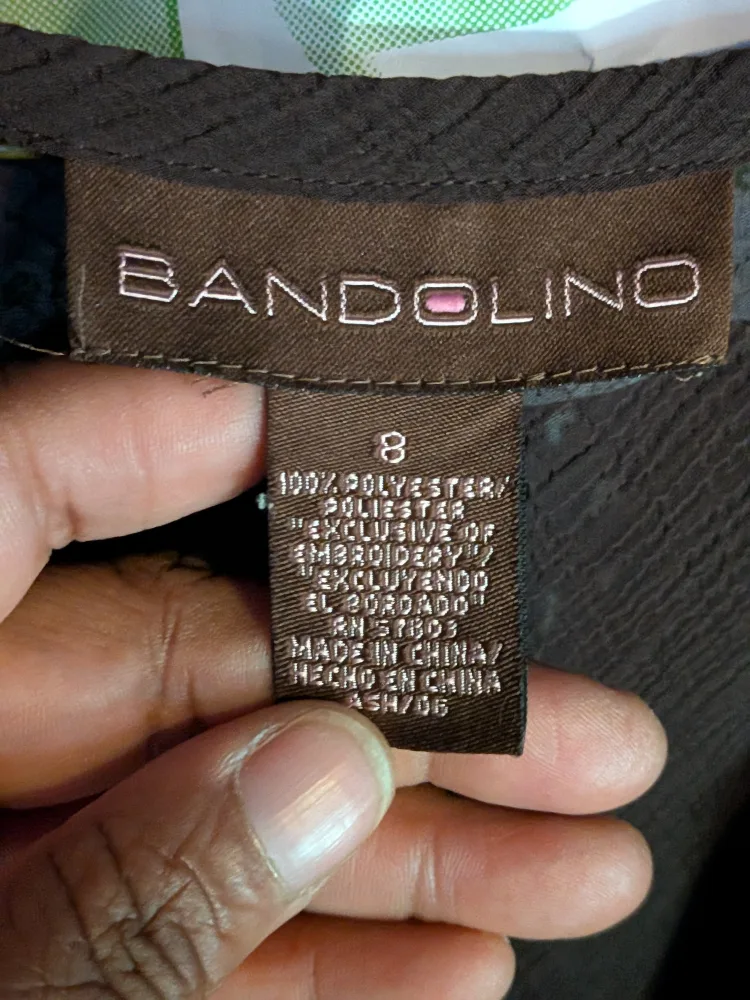 BANDOLINO
8
100% POLYESTER/
POLIESTER
"EXCLUSIVE OF
EMBROIDERY"/
"EXCLUYENDO
EL BORDADO"
RN 57803
MADE IN CHINA/
HECHO EN CHINA
ASH/06